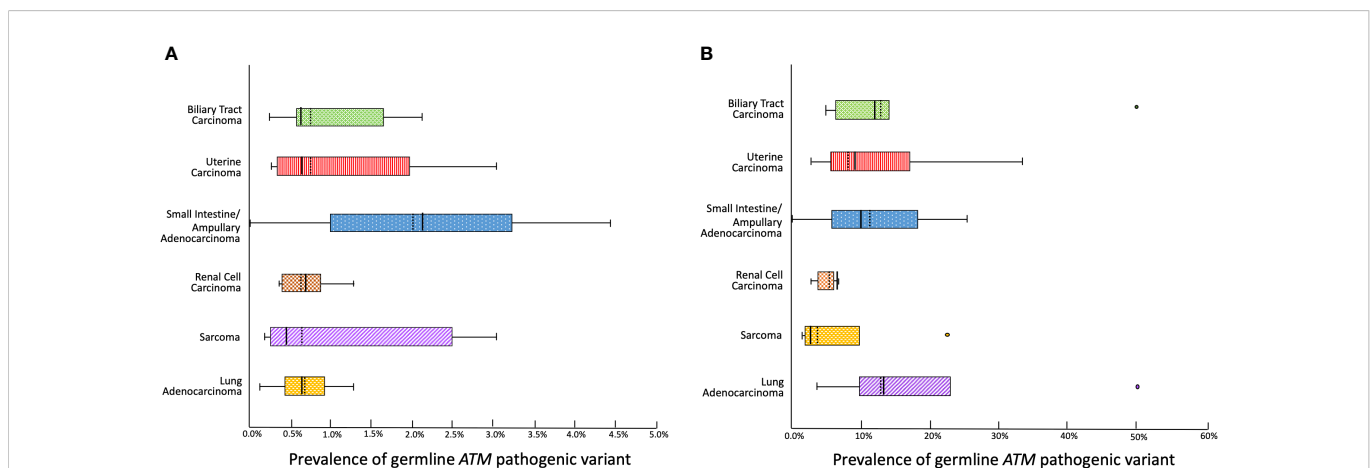 A
Biliary Tract
Carcinoma
Uterine
Carcinoma
Small Intestine/
Ampullary
Adenocarcinoma
Renal Cell
Carcinoma
Sarcoma
Lung
Adenocarcinoma
0.0% 0.5% 1.0% 1.5% 2.0% 2.5% 3.0% 3.5% 4.0% 4.5% 5.0%
Prevalence of germline ATM pathogenic variant
B
Biliary Tract
Carcinoma
Uterine
Carcinoma
Small Intestine/
Ampullary
Adenocarcinoma
Renal Cell
Carcinoma
Sarcoma
Lung
Adenocarcinoma
0.0% 10% 20% 30% 40% 50% 60%
Prevalence of germline ATM pathogenic variant